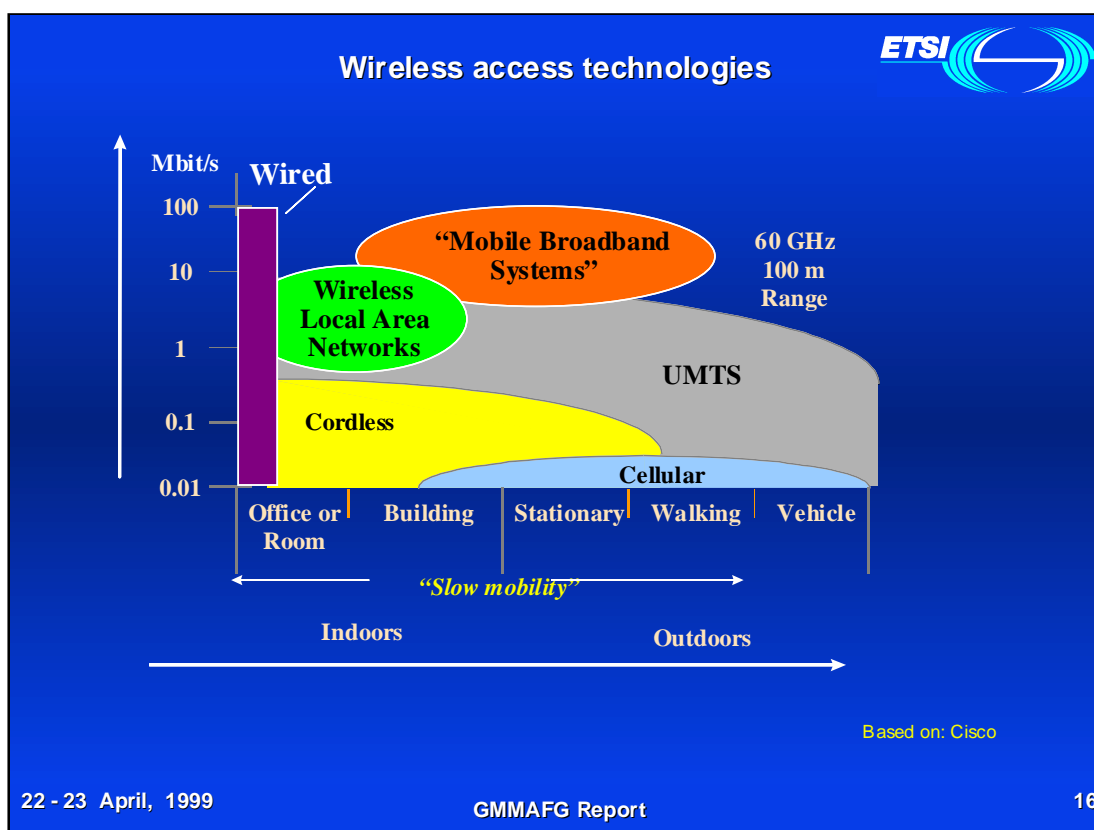 Wireless access technologies
ETSI
Mbit/s
Wired
100
10
1
0.1
0.01
“Mobile Broadband
Systems”
60 GHz
100 m
Range
Wireless
Local Area
Networks
UMTS
Cordless
Cellular
Office or
Room
Building
Stationary
Walking
Vehicle
“Slow mobility”
Indoors
Outdoors
Based on: Cisco
22 - 23 April, 1999
GMMAFG Report
16